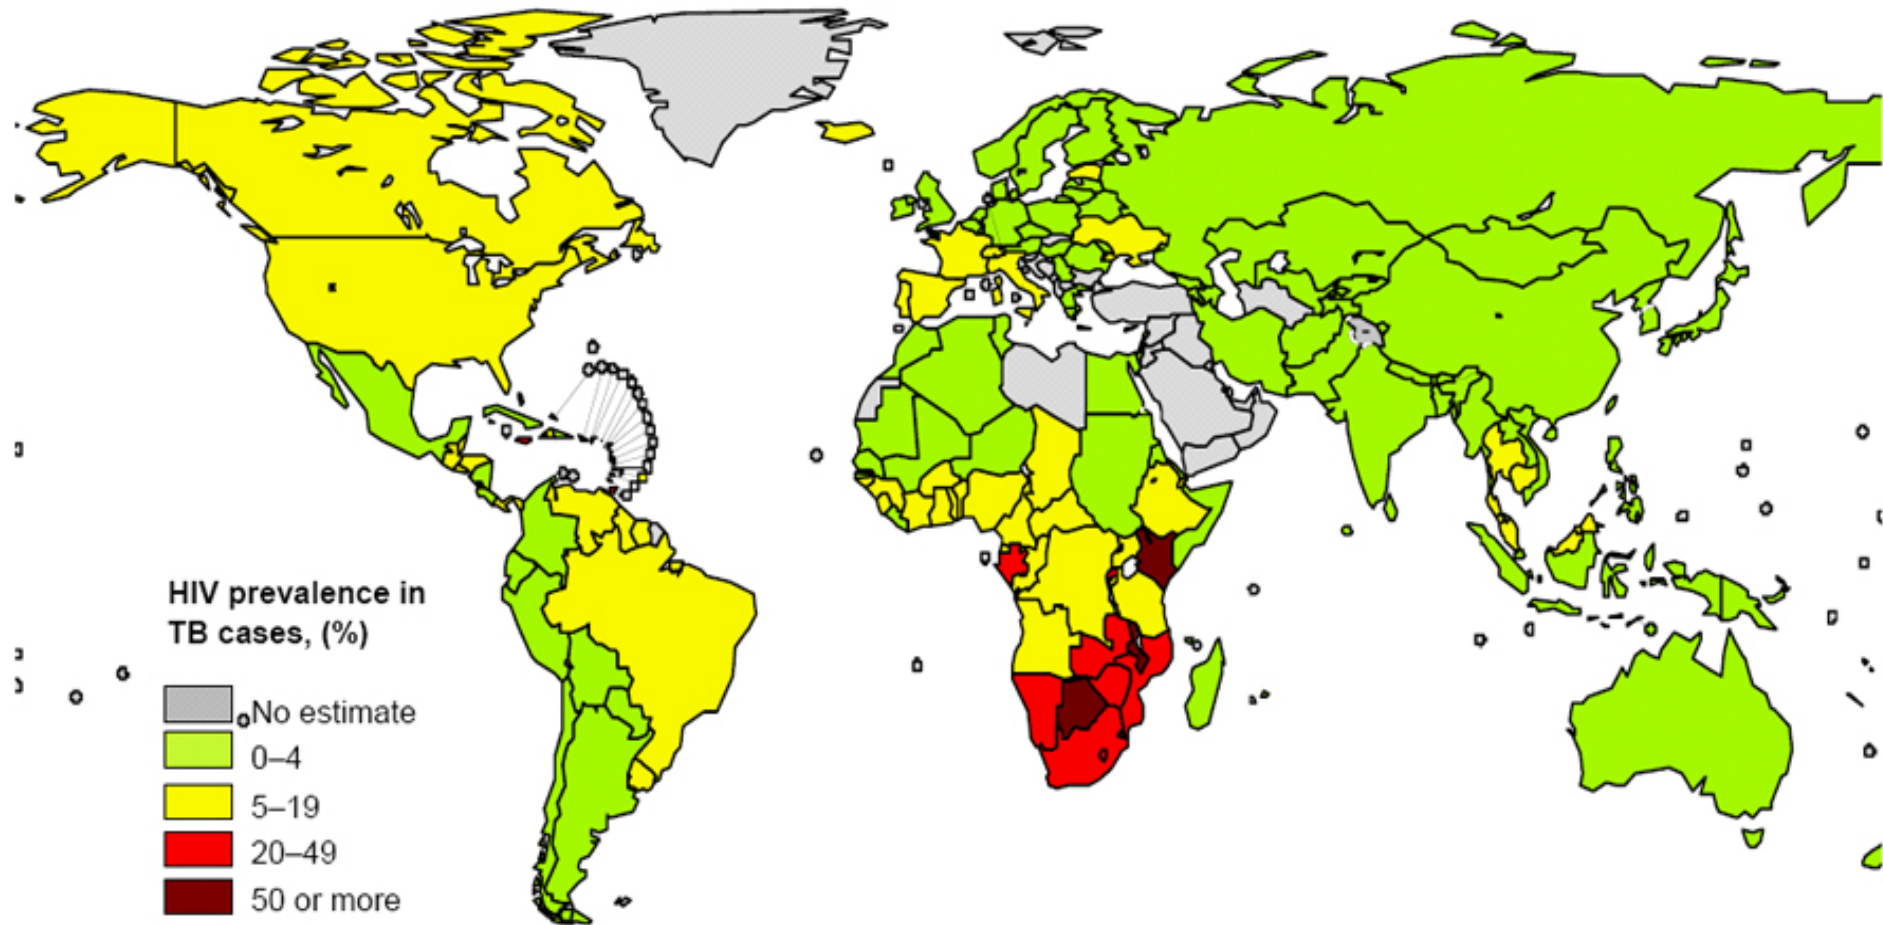 HIV prevalence in
TB cases, (%)
No estimate
0–4
5–19
20–49
50 or more